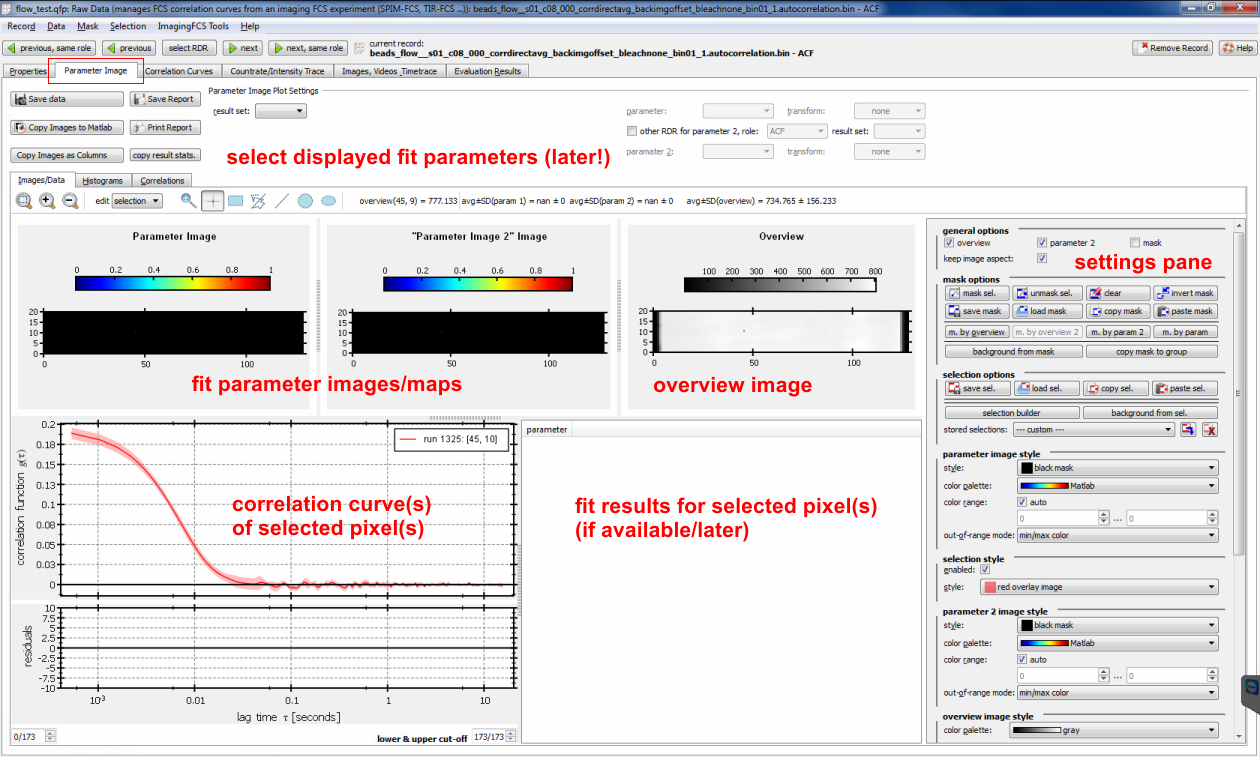 flow_test.qfp: Raw Data (manages FCS correlation curves from an imaging FCS experiment (SPIM-FCS, TIR-FCS ...)): beads_flow__s01_c08_000_corrdirectavg_backimgoffset_bleachnone_bin01_1.autocorrelation.bin - ACF
Record Data Mask Selection ImagingFCS Tools Help
previous, same role previous select RDR next next, same role current record: Remove Record Help
beads_flow__s01_c08_000_corrdirectavg_backimgoffset_bleachnone_bin01_1.autocorrelation.bin - ACF
Properties Parameter Image Correlation Curves Countrate/Intensity Trace Images, Videos ,Timetrace Evaluation Results
Save data Save Report Parameter Image Plot Settings
result set: parameter: transform: none
Copy Images to Matlab Print Report other RDR for parameter 2, role: ACF result set:
Copy Images as Columns copy result stats. select displayed fit parameters (later!) paramater 2: transform: none
Images/Data Histograms Correlations
edit selection overview(45, 9) = 777.133 avg±SD(param 1) = nan ± 0 avg±SD(param 2) = nan ± 0 avg±SD(overview) = 734.765 ± 156.233
Parameter Image
0 0.2 0.4 0.6 0.8 1
20
15
10
5
0
0 50 100
"Parameter Image 2" Image
0 0.2 0.4 0.6 0.8 1
20
15
10
5
0
0 50 100
Overview
100 200 300 400 500 600 700 800
20
15
10
5
0
0 50 100
fit parameter images/maps
overview image
0.2
0.18
0.15
0.13
0.1
0.08
0.05
0.03
0
correlation function g(τ)
run 1325: [45, 10]
correlation curve(s)
of selected pixel(s)
10
7.5
5
2.5
0
-2.5
-5
-7.5
-10
residuals
10³ 0.01 0.1 1 10
lag time τ [seconds]
0/173 lower & upper cut-off 173/173
parameter
fit results for selected pixel(s)
(if available/later)
general options
overview parameter 2 mask
keep image aspect:
settings pane
mask options
mask sel. unmask sel. clear invert mask
save mask load mask copy mask paste mask
m. by overview m. by overview 2 m. by param 2 m. by param
background from mask copy mask to group
selection options
save sel. load sel. copy sel. paste sel.
selection builder background from sel.
stored selections: --- custom ---
parameter image style
style: black mask
color palette: Matlab
color range: auto
0 ... 0
out-of-range mode: min/max color
selection style
enabled:
style: red overlay image
parameter 2 image style
style: black mask
color palette: Matlab
color range: auto
0 ... 0
out-of-range mode: min/max color
overview image style
color palette: gray